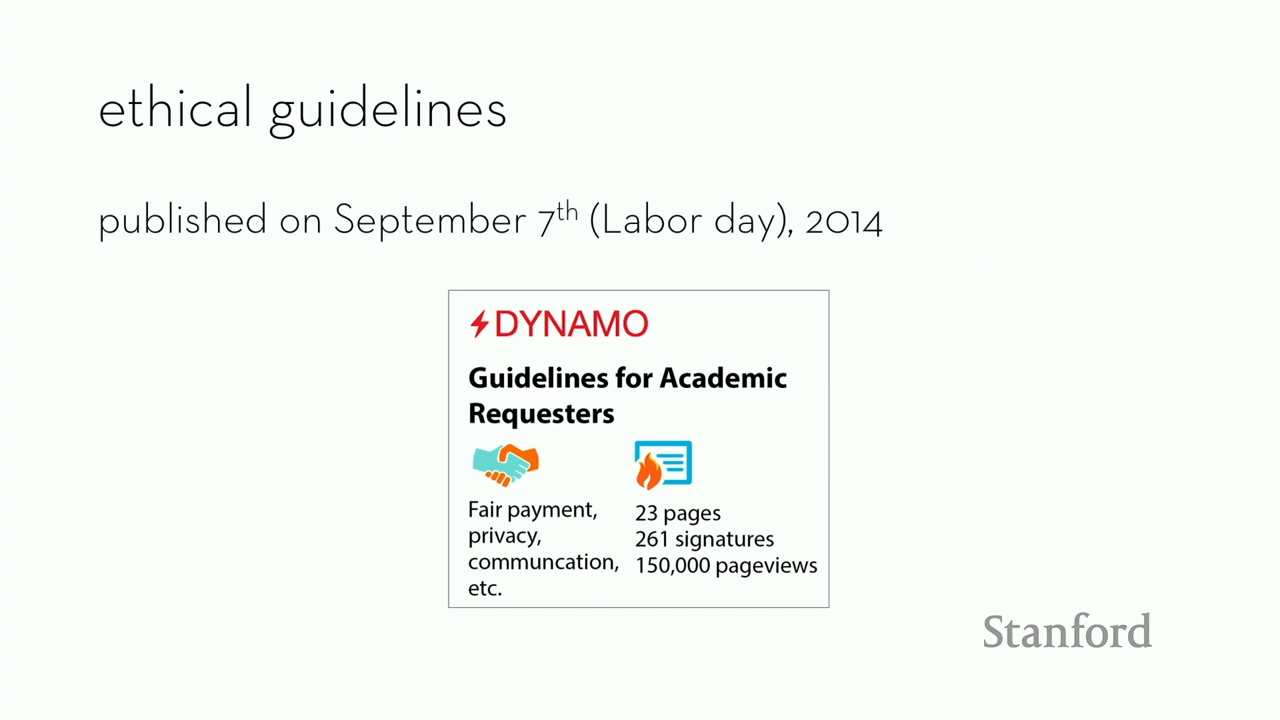 ethical guidelines
published on September 7th (Labor day), 2014
DYNAMO
Guidelines for Academic
Requesters
Fair payment,
privacy,
communcation,
etc.
23 pages
261 signatures
150,000 pageviews
Stanford